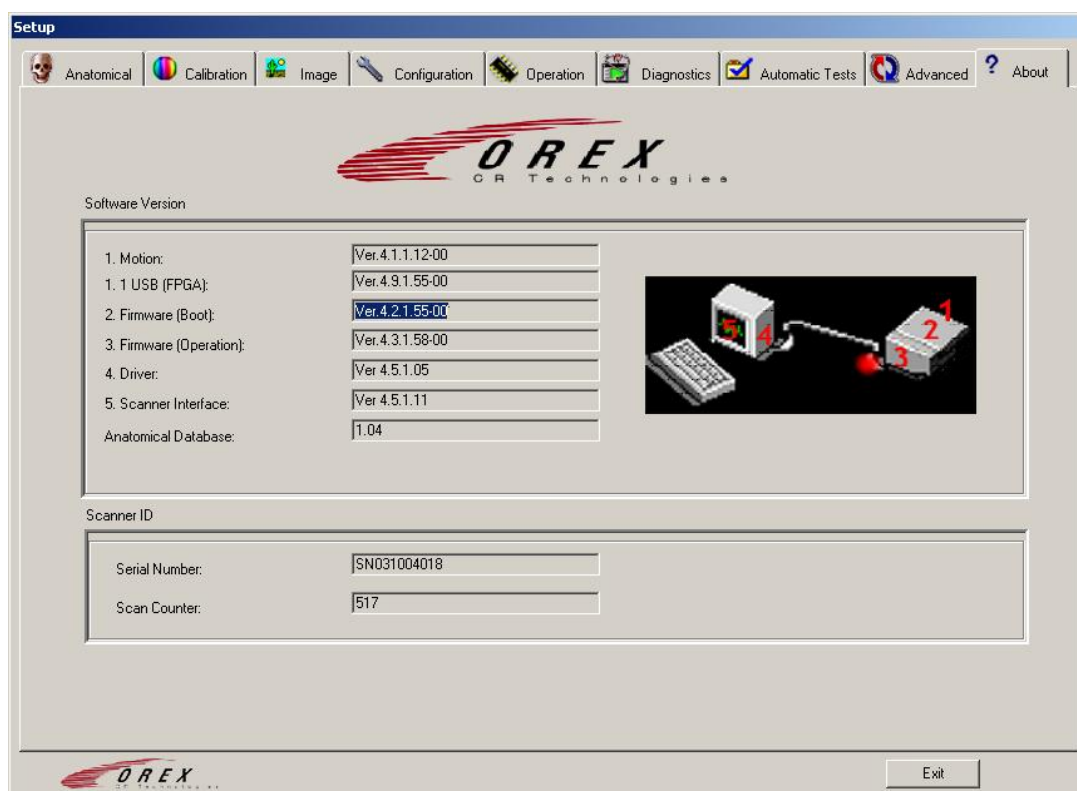 Setup
Anatomical Calibration Image Configuration Operation Diagnostics Automatic Tests Advanced ? About
OREX
CR Technologies
Software Version
1. Motion: Ver.4.1.1.12-00
1. 1 USB (FPGA): Ver.4.9.1.55-00
2. Firmware (Boot): Ver.4.2.1.55-00
3. Firmware (Operation): Ver.4.3.1.58-00
4. Driver: Ver 4.5.1.05
5. Scanner Interface: Ver 4.5.1.11
Anatomical Database: 1.04
5 4 1
2
3
Scanner ID
Serial Number: SN031004018
Scan Counter: 517
OREX
CR Technologies
Exit